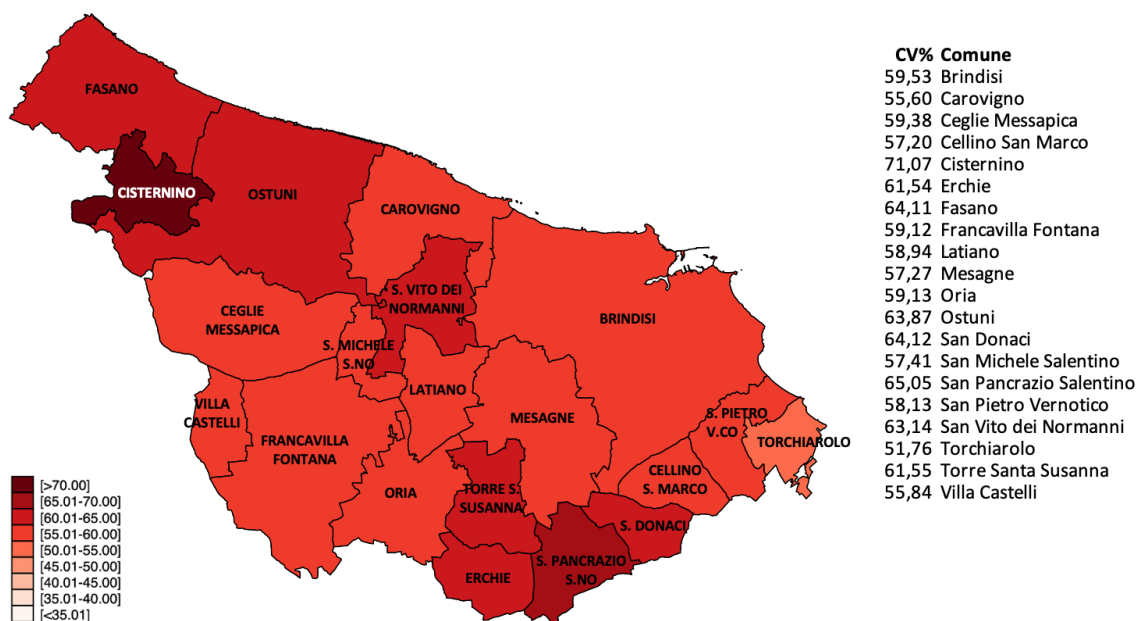 FASANO
CISTERNINO
OSTUNI
CAROVIGNO
S. VITO DEI
NORMANNI
CEGLIE
MESSAPICA
BRINDISI
S. MICHELE
S.NO
LATIANO
VILLA
CASTELLI
MESAGNE
S. PIETRO
V.CO
TORCHIAROLO
FRANCAVILLA
FONTANA
CELLINO
S. MARCO
ORIA
TORRE S.
SUSANNA
S. DONACI
S. PANCRAZIO
S.NO
ERCHIE
[>70.00]
[65.01-70.00]
[60.01-65.00]
[55.01-60.00]
[50.01-55.00]
[45.01-50.00]
[40.01-45.00]
[35.01-40.00]
[<35.01]
CV% Comune
59,53 Brindisi
55,60 Carovigno
59,38 Ceglie Messapica
57,20 Cellino San Marco
71,07 Cisternino
61,54 Erchie
64,11 Fasano
59,12 Francavilla Fontana
58,94 Latiano
57,27 Mesagne
59,13 Oria
63,87 Ostuni
64,12 San Donaci
57,41 San Michele Salentino
65,05 San Pancrazio Salentino
58,13 San Pietro Vernotico
63,14 San Vito dei Normanni
51,76 Torchiarolo
61,55 Torre Santa Susanna
55,84 Villa Castelli